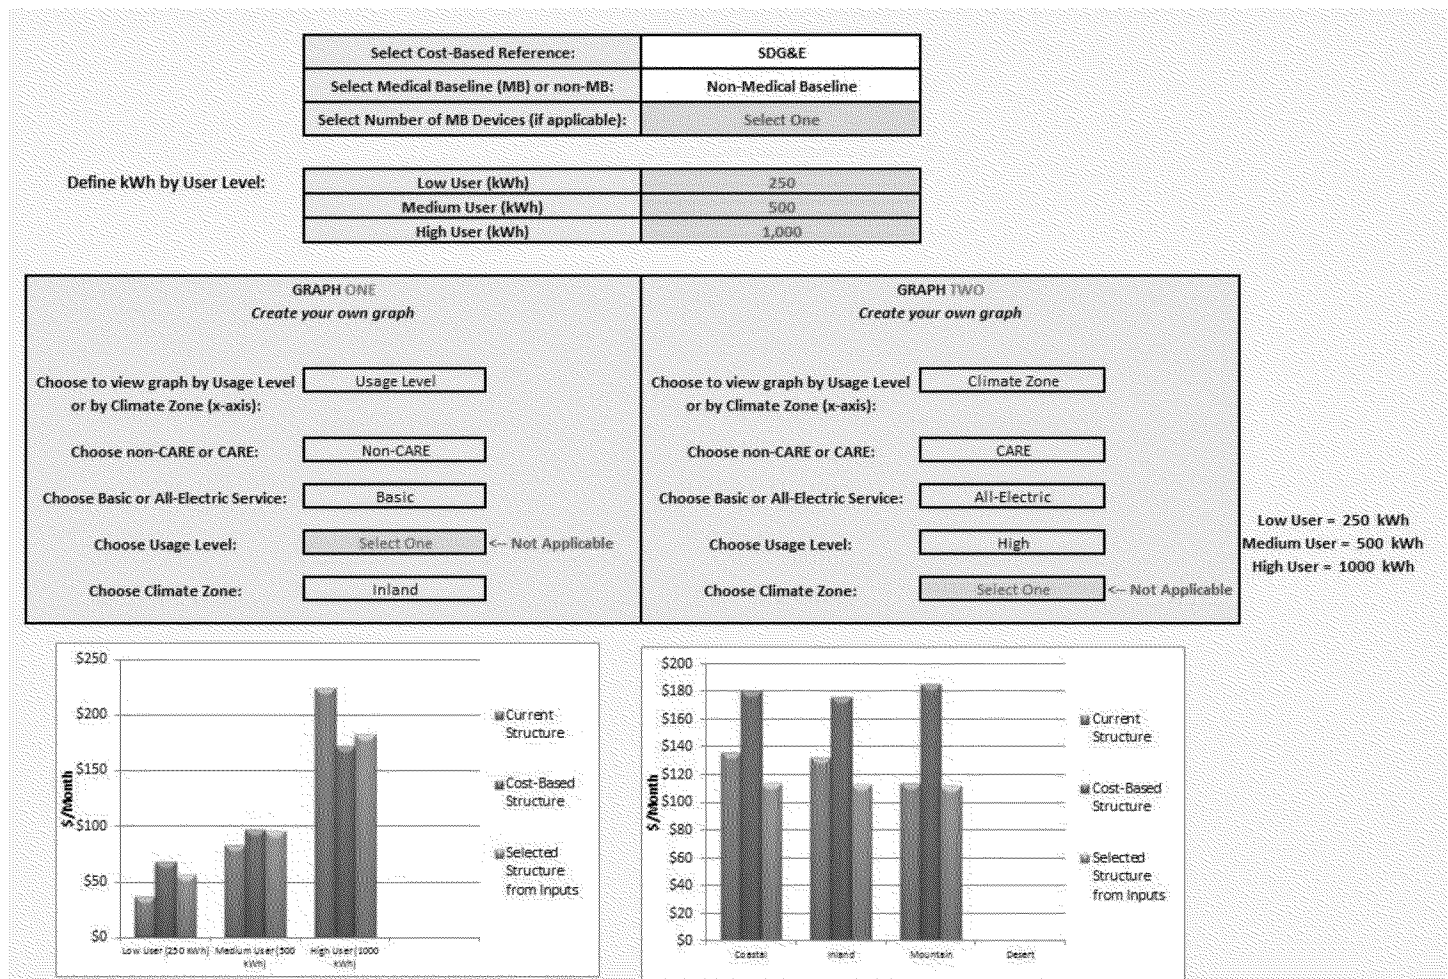 Select Cost-Based Reference: SDG&E
Select Medical Baseline (MB) or non-MB: Non-Medical Baseline
Select Number of MB Devices (if applicable): Select One
Define kWh by User Level: Low User (kWh) 250
Medium User (kWh) 500
High User (kWh) 1,000
GRAPH ONE
Create your own graph
Choose to view graph by Usage Level Usage Level
or by Climate Zone (x-axis):
Choose non-CARE or CARE: Non-CARE
Choose Basic or All-Electric Service: Basic
Choose Usage Level: Select One <-- Not Applicable
Choose Climate Zone: Inland
GRAPH TWO
Create your own graph
Choose to view graph by Usage Level Climate Zone
or by Climate Zone (x-axis):
Choose non-CARE or CARE: CARE
Choose Basic or All-Electric Service: All-Electric
Choose Usage Level: High
Choose Climate Zone: Select One <-- Not Applicable
Low User = 250 kWh
Medium User = 500 kWh
High User = 1000 kWh
$250
$200
$150
$100
$50
$0
$/Month
Low User (250 kWh) Medium User (500 High User (1000
kWh) kWh)
Current
Structure
Cost-Based
Structure
Selected
Structure
from Inputs
$200
$180
$160
$140
$120
$100
$80
$60
$40
$20
$0
$/Month
Coastal Inland Mountain Desert
Current
Structure
Cost-Based
Structure
Selected
Structure
from Inputs